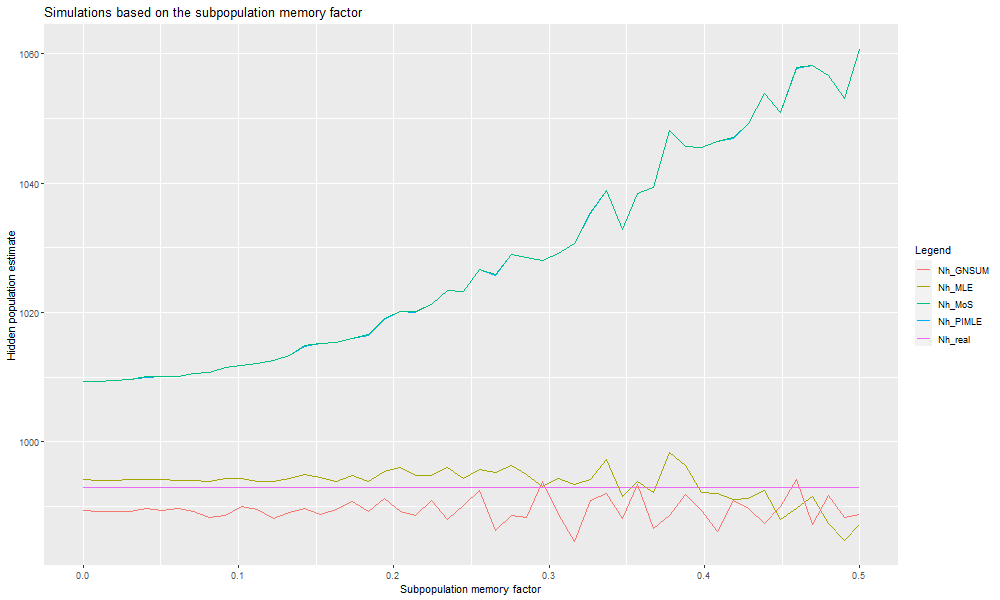 Simulations based on the subpopulation memory factor
1060
1040
1020
1000
Hidden population estimate
0.0
0.1
0.2
0.3
0.4
0.5
Subpopulation memory factor
Legend
Nh_GNSUM
Nh_MLE
Nh_MoS
Nh_PIMLE
Nh_real